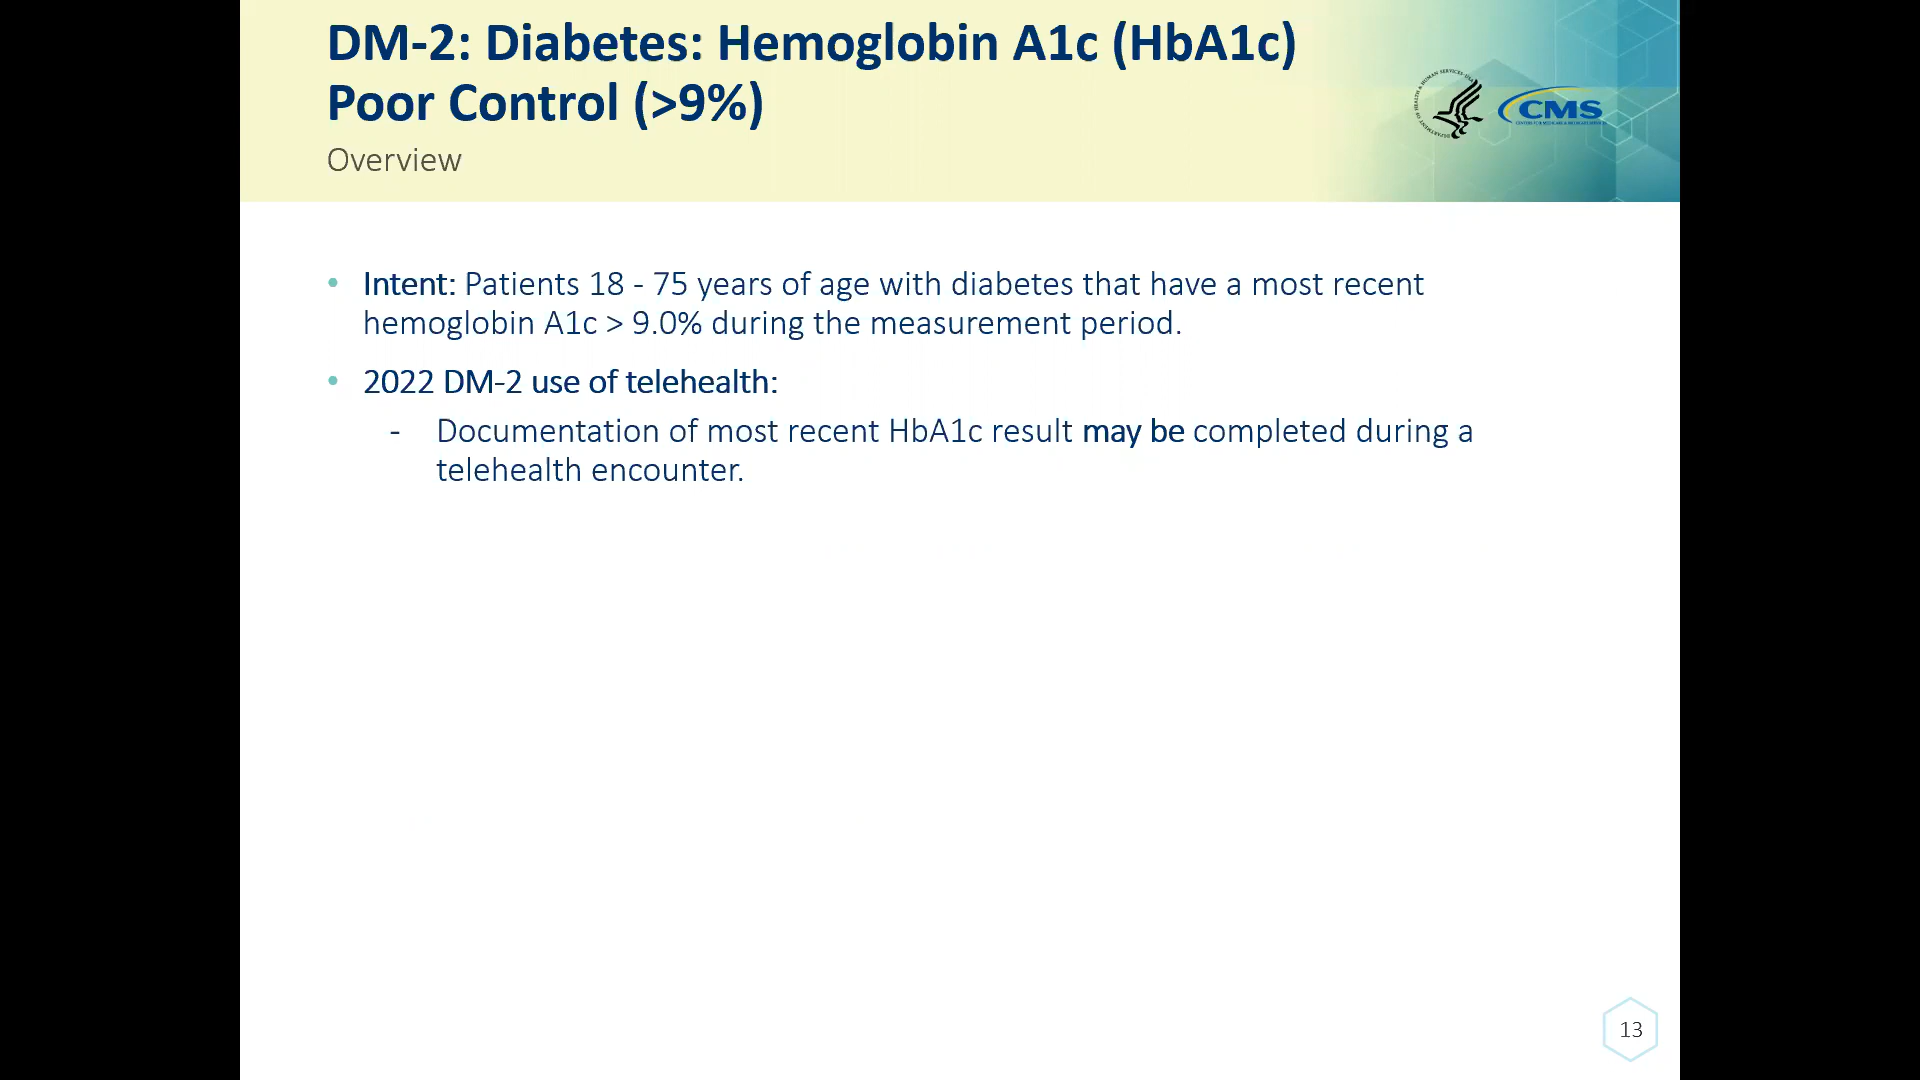 DM-2: Diabetes: Hemoglobin A1c (HbA1c)
Poor Control (>9%)
Overview
CMS
• Intent: Patients 18 - 75 years of age with diabetes that have a most recent
hemoglobin A1c > 9.0% during the measurement period.
• 2022 DM-2 use of telehealth:
- Documentation of most recent HbA1c result may be completed during a
telehealth encounter.
13